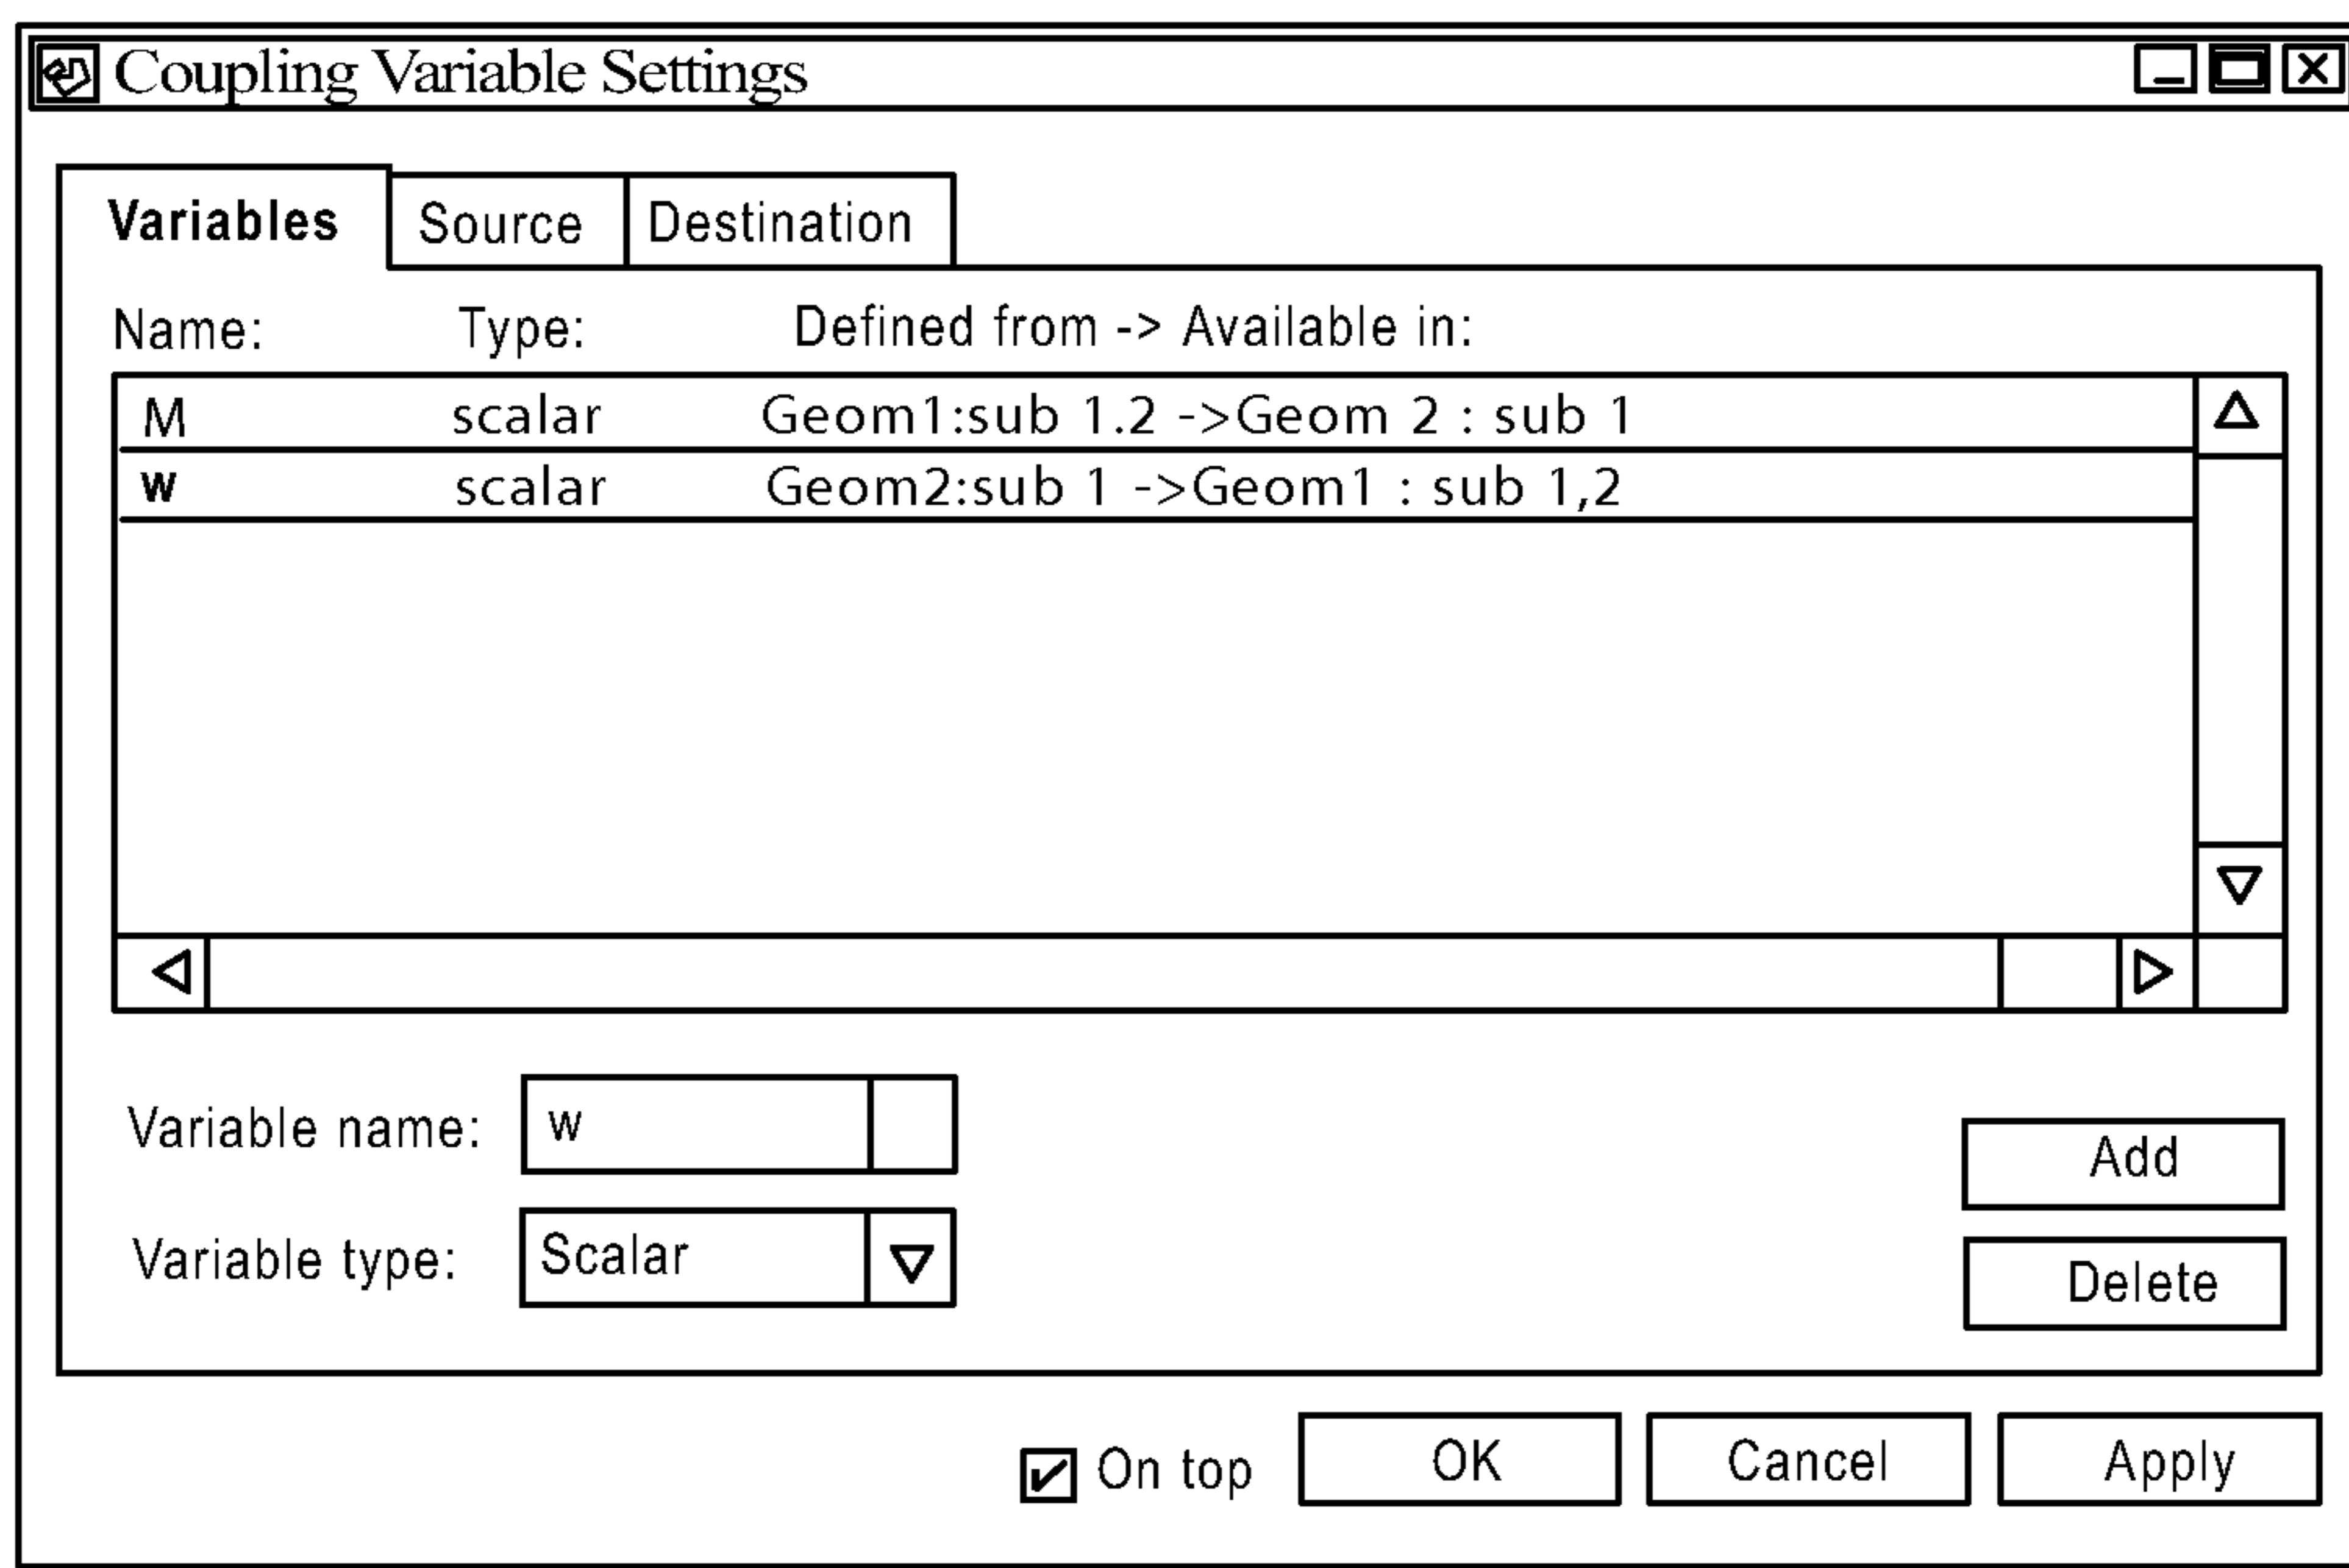 Coupling Variable Settings
Variables Source Destination
Name: Type: Defined from -> Available in:
M scalar Geom1:sub 1.2 ->Geom 2 : sub 1
w scalar Geom2:sub 1 ->Geom1 : sub 1,2
Variable name: w
Add
Variable type: Scalar
Delete
On top OK Cancel Apply